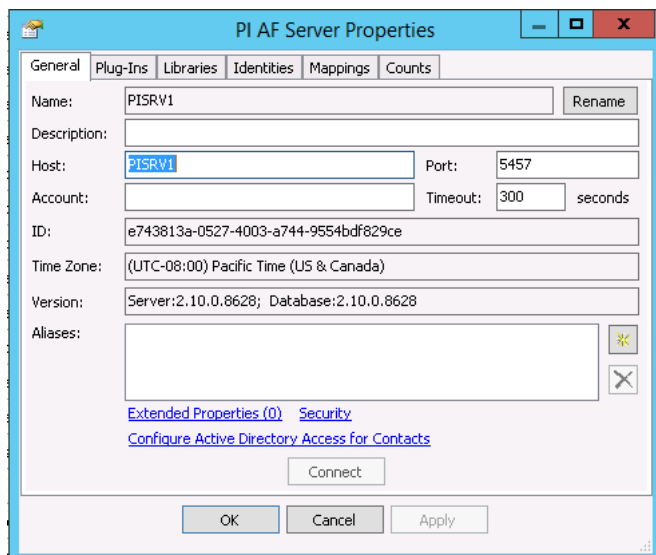 PI AF Server Properties
General Plug-Ins Libraries Identities Mappings Counts
Name: PISRV1 Rename
Description:
Host: PISRV1 Port: 5457
Account: Timeout: 300 seconds
ID: e743813a-0527-4003-a744-9554bdf829ce
Time Zone: (UTC-08:00) Pacific Time (US & Canada)
Version: Server:2.10.0.8628; Database:2.10.0.8628
Aliases:
Extended Properties (0) Security
Configure Active Directory Access for Contacts
Connect
OK Cancel Apply